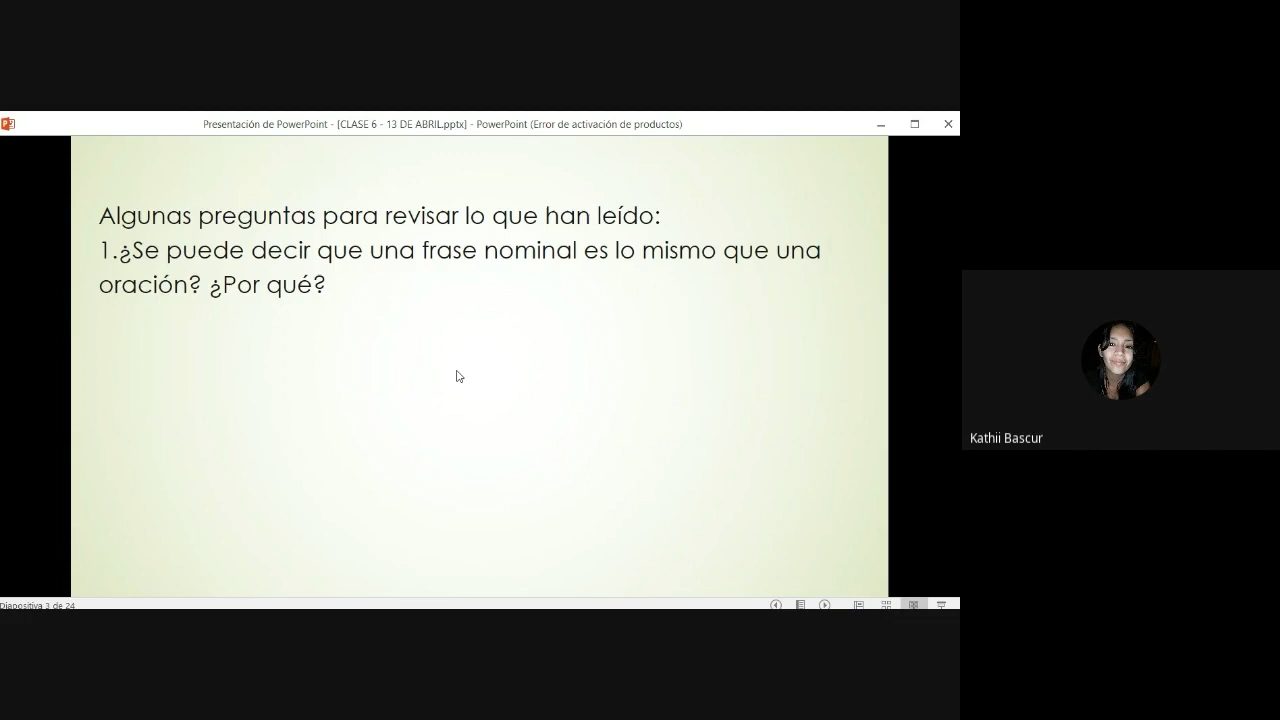 Presentación de PowerPoint - [CLASE 6 - 13 DE ABRIL.pptx] - PowerPoint (Error de activación de productos)
Algunas preguntas para revisar lo que han leído:
1.¿Se puede decir que una frase nominal es lo mismo que una
oración? ¿Por qué?
Kathii Bascur
Diapositiva 3 de 24